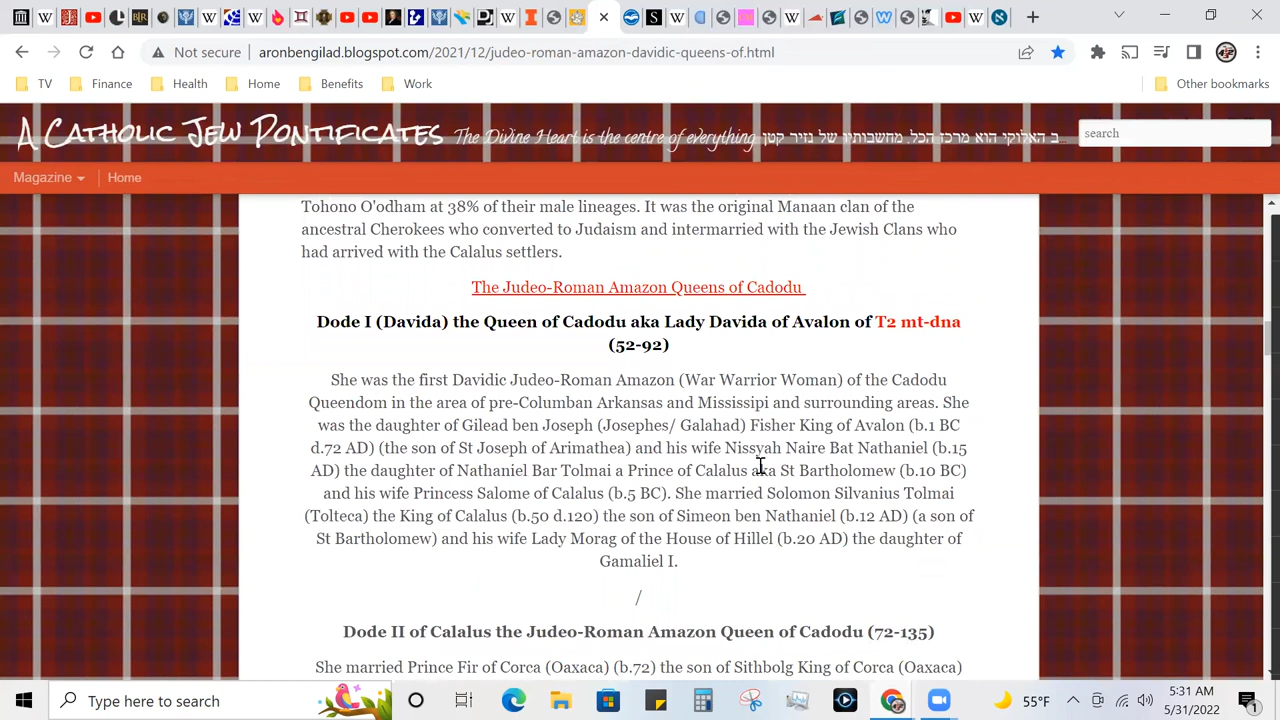 Not secure
aronbengilad.blogspot.com/2021/12/judeo-roman-amazon-davidic-queens-of.html
TV Finance Health Home Benefits Work Other bookmarks
A Catholic Jew Pontificates The Divine Heart is the centre of everything ב האלוקי הוא מרכז הכל. מחשבותיו של נזיר קטן
search
Magazine Home
Tohono O'odham at 38% of their male lineages. It was the original Manaan clan of the
ancestral Cherokees who converted to Judaism and intermarried with the Jewish Clans who
had arrived with the Calalus settlers.
The Judeo-Roman Amazon Queens of Cadodu
Dode I (Davida) the Queen of Cadodu aka Lady Davida of Avalon of T2 mt-dna
(52-92)
She was the first Davidic Judeo-Roman Amazon (War Warrior Woman) of the Cadodu
Queendom in the area of pre-Columban Arkansas and Mississipi and surrounding areas. She
was the daughter of Gilead ben Joseph (Josephes/ Galahad) Fisher King of Avalon (b.1 BC
d.72 AD) (the son of St Joseph of Arimathea) and his wife Nissyah Naire Bat Nathaniel (b.15
AD) the daughter of Nathaniel Bar Tolmai a Prince of Calalus aka St Bartholomew (b.10 BC)
and his wife Princess Salome of Calalus (b.5 BC). She married Solomon Silvanius Tolmai
(Tolteca) the King of Calalus (b.50 d.120) the son of Simeon ben Nathaniel (b.12 AD) (a son of
St Bartholomew) and his wife Lady Morag of the House of Hillel (b.20 AD) the daughter of
Gamaliel I.
/
Dode II of Calalus the Judeo-Roman Amazon Queen of Cadodu (72-135)
She married Prince Fir of Corca (Oaxaca) (b.72) the son of Sithbolg King of Corca (Oaxaca)
Type here to search
55°F
5:31 AM
5/31/2022